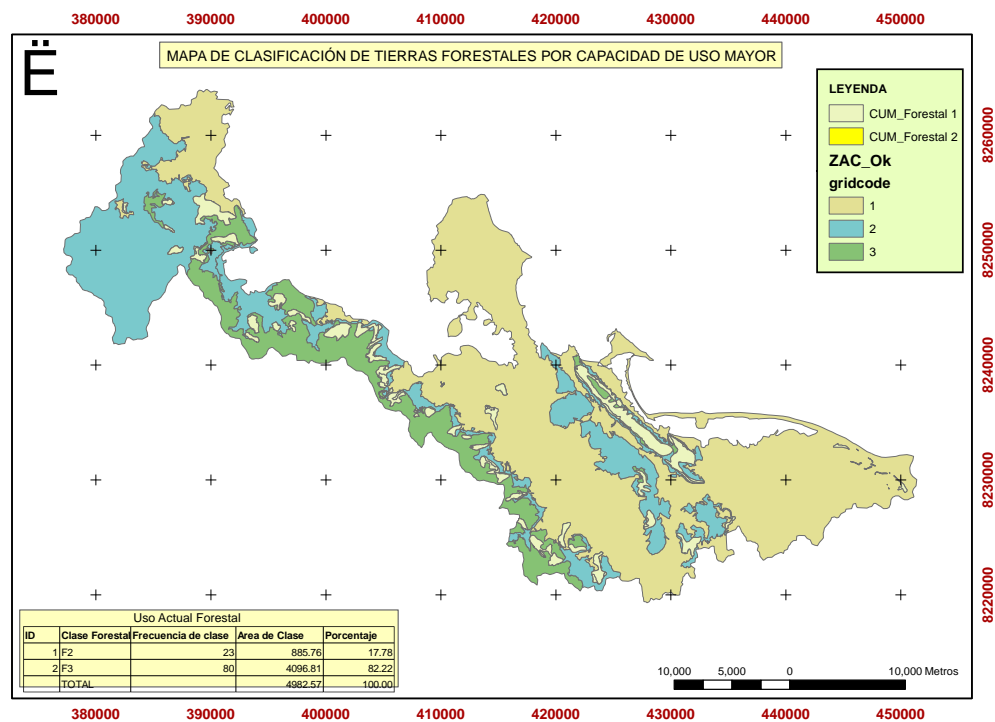 380000 390000 400000 410000 420000 430000 440000 450000
Ë
MAPA DE CLASIFICACIÓN DE TIERRAS FORESTALES POR CAPACIDAD DE USO MAYOR
LEYENDA
CUM_Forestal 1
CUM_Forestal 2
ZAC_Ok
gridcode
1
2
3
8260000
8250000
8240000
8230000
8220000
Uso Actual Forestal
ID Clase Forestal Frecuencia de clase Area de Clase Porcentaje
1 F2 23 885.76 17.78
2 F3 80 4096.81 82.22
TOTAL 4982.57 100.00
10,000 5,000 0 10,000 Metros
380000 390000 400000 410000 420000 430000 440000 450000